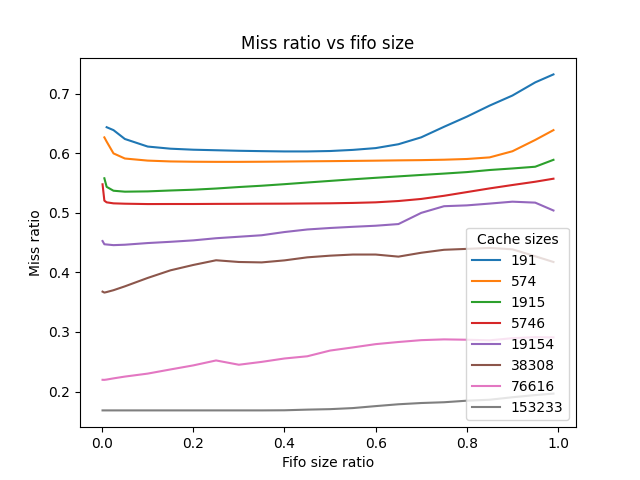 Miss ratio vs fifo size
Miss ratio
0.7
0.6
0.5
0.4
0.3
0.2
Cache sizes
191
574
1915
5746
19154
38308
76616
153233
0.0 0.2 0.4 0.6 0.8 1.0
Fifo size ratio